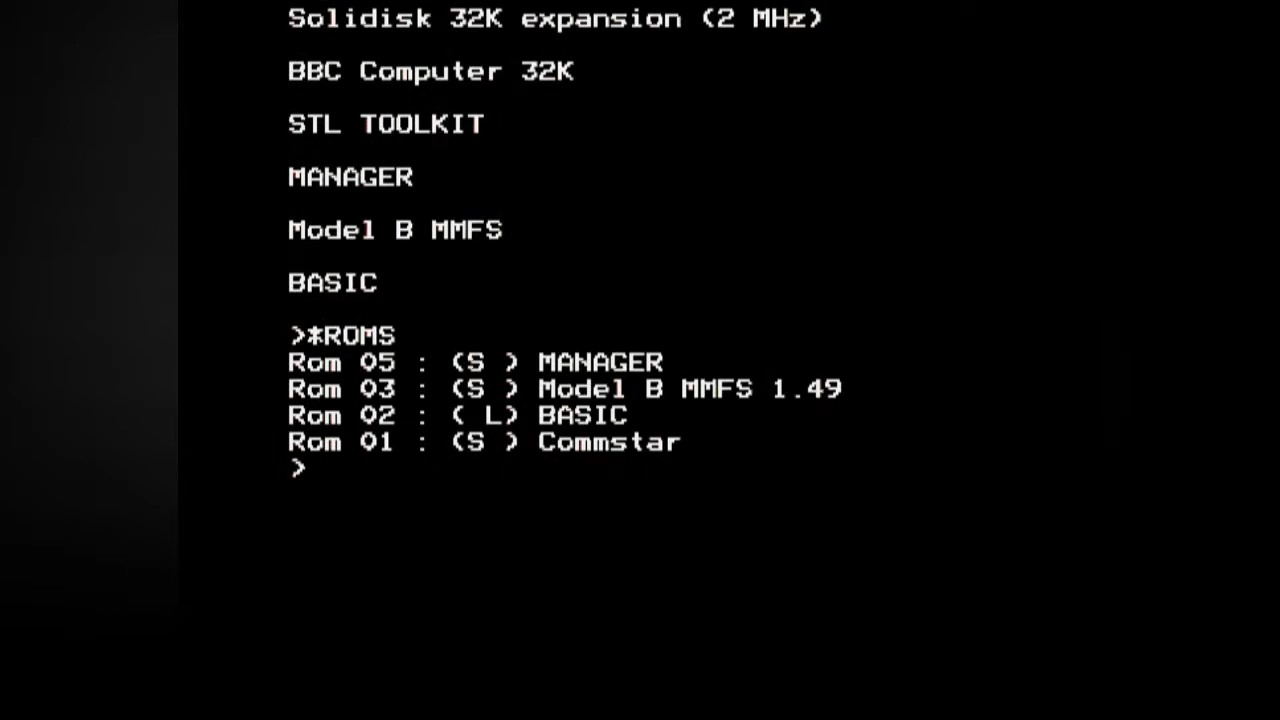 Solidisk 32K expansion (2 MHz)
BBC Computer 32K
STL TOOLKIT
MANAGER
Model B MMFS
BASIC
>*ROMS
Rom 05 : (S ) MANAGER
Rom 03 : (S ) Model B MMFS 1.49
Rom 02 : ( L) BASIC
Rom 01 : (S ) Commstar
>